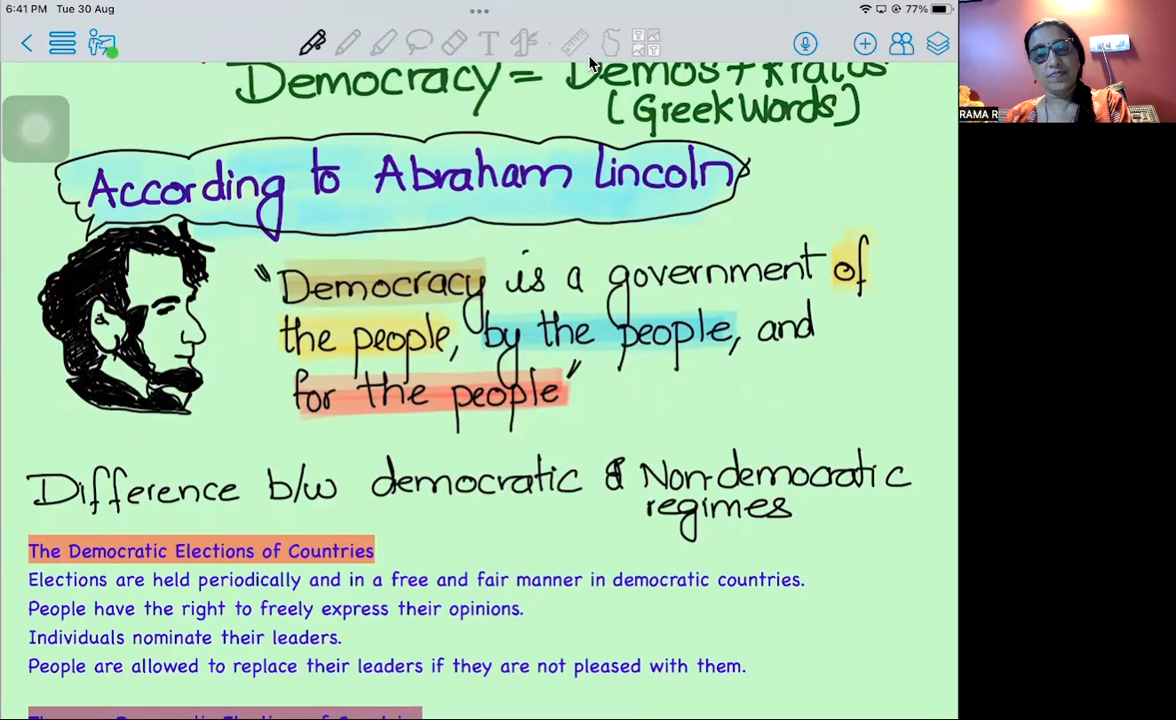 6:41 PM Tue 30 Aug
77%
Democracy = Demos + Kratos
(Greek Words)
RAMA R
According to Abraham Lincoln
"Democracy is a government of
the people, by the people, and
for the people"
Difference b/w democratic & Non-democratic
regimes
The Democratic Elections of Countries
Elections are held periodically and in a free and fair manner in democratic countries.
People have the right to freely express their opinions.
Individuals nominate their leaders.
People are allowed to replace their leaders if they are not pleased with them.
Democratic Elections of Countries